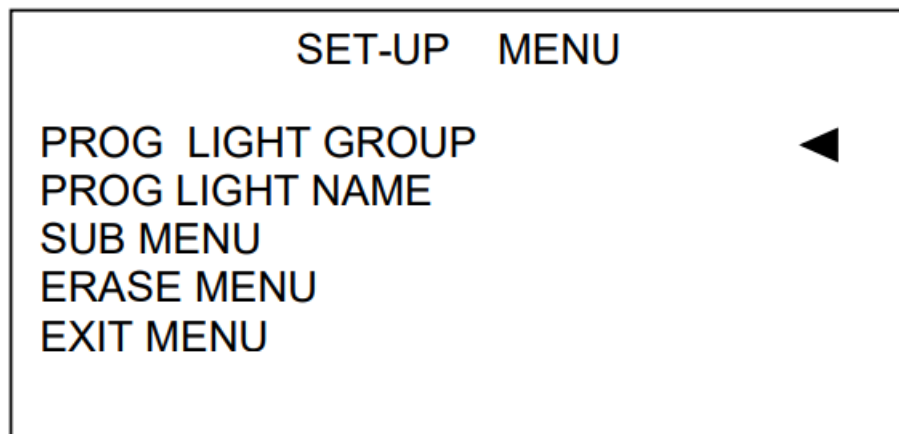 SET-UP MENU
PROG LIGHT GROUP
PROG LIGHT NAME
SUB MENU
ERASE MENU
EXIT MENU